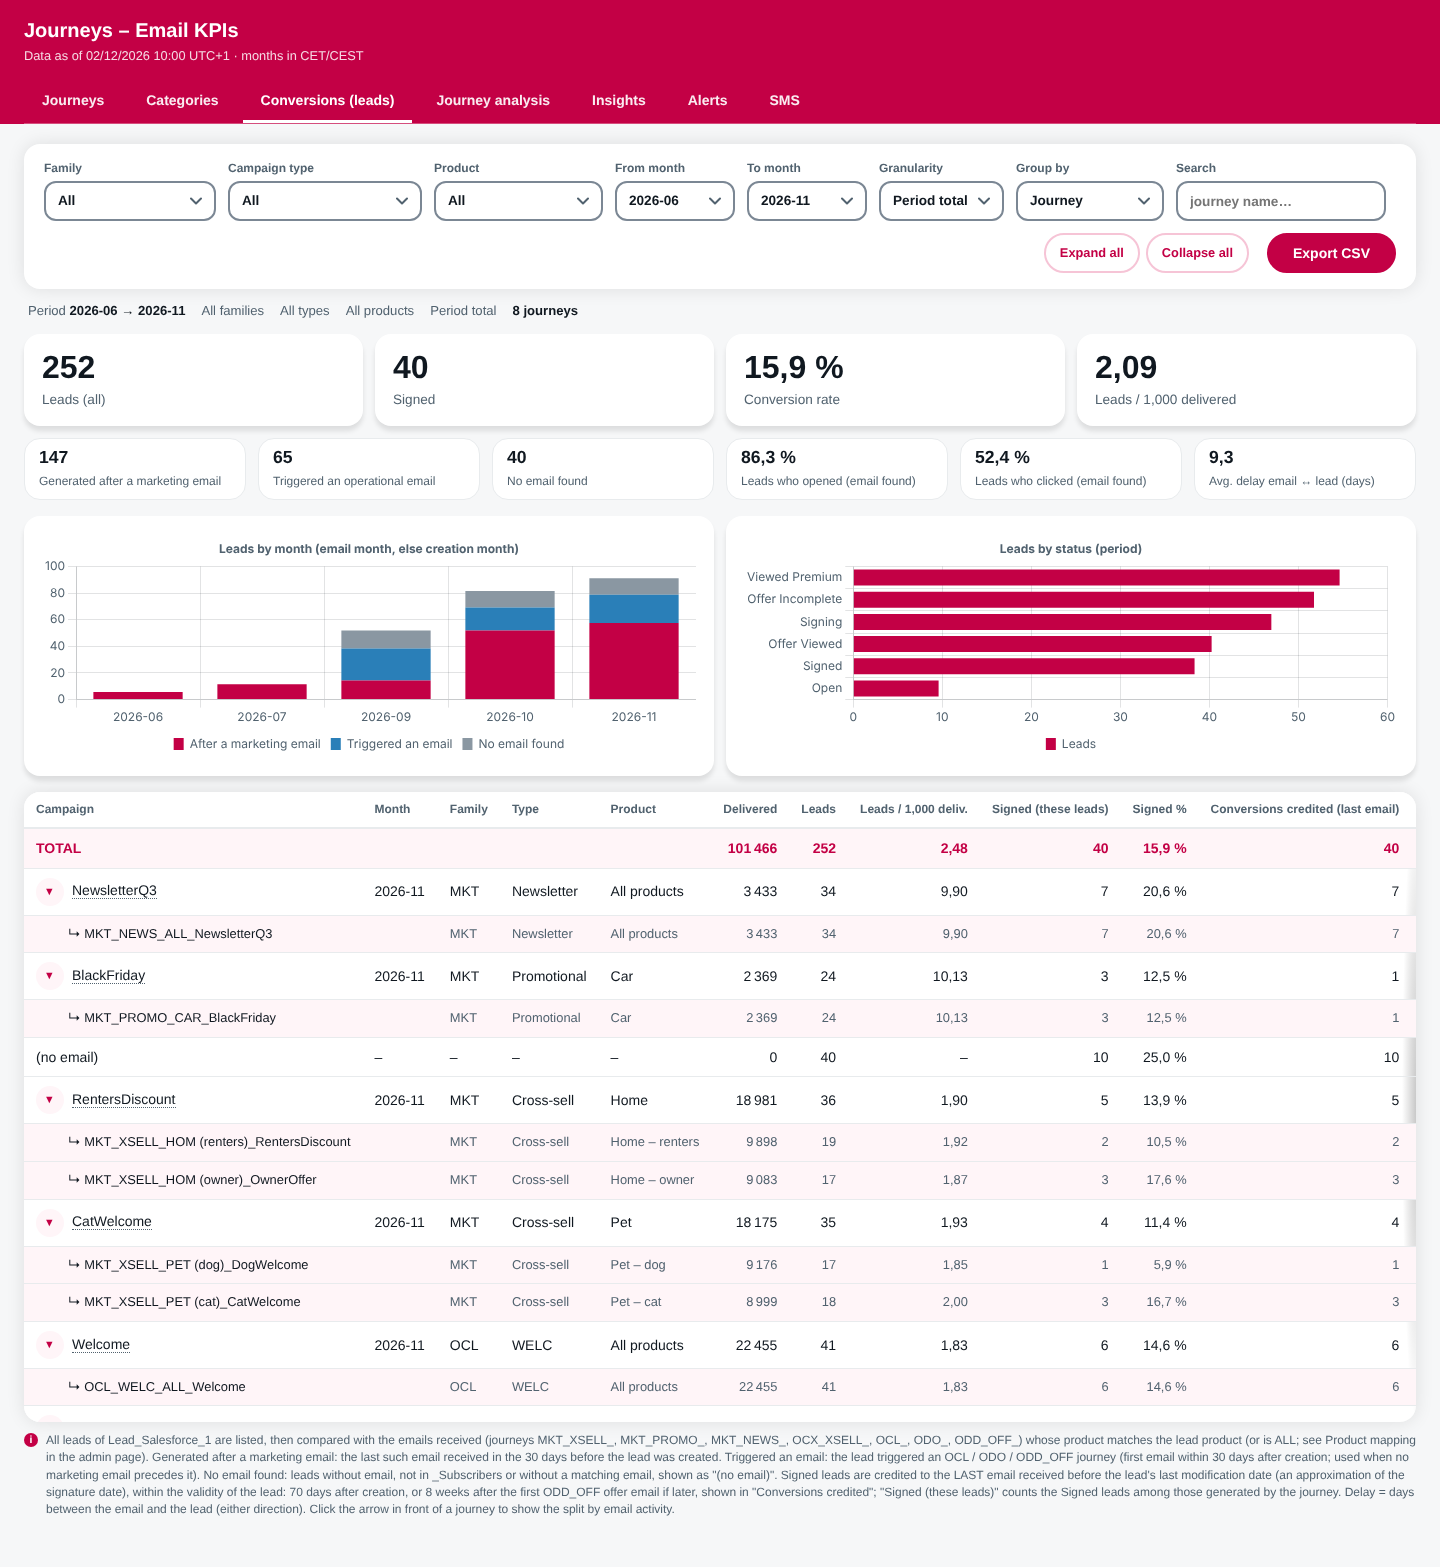 Journeys – Email KPIs
Data as of 02/12/2026 10:00 UTC+1 · months in CET/CEST
Journeys Categories Conversions (leads) Journey analysis Insights Alerts SMS
Family Campaign type Product From month To month Granularity Group by Search
All All All 2026-06 2026-11 Period total Journey journey name…
Expand all Collapse all Export CSV
Period 2026-06 → 2026-11 All families All types All products Period total 8 journeys
252 40 15,9 % 2,09
Leads (all) Signed Conversion rate Leads / 1,000 delivered
147 65 40 86,3 % 52,4 % 9,3
Generated after a marketing email Triggered an operational email No email found Leads who opened (email found) Leads who clicked (email found) Avg. delay email ↔ lead (days)
Leads by month (email month, else creation month)
100
80
60
40
20
0
2026-06 2026-07 2026-09 2026-10 2026-11
After a marketing email Triggered an email No email found
Leads by status (period)
Viewed Premium
Offer Incomplete
Signing
Offer Viewed
Signed
Open
0 10 20 30 40 50 60
Leads
Campaign Month Family Type Product Delivered Leads Leads / 1,000 deliv. Signed (these leads) Signed % Conversions credited (last email)
TOTAL 101 466 252 2,48 40 15,9 % 40
▼ NewsletterQ3 2026-11 MKT Newsletter All products 3 433 34 9,90 7 20,6 % 7
↳ MKT_NEWS_ALL_NewsletterQ3 MKT Newsletter All products 3 433 34 9,90 7 20,6 % 7
▼ BlackFriday 2026-11 MKT Promotional Car 2 369 24 10,13 3 12,5 % 1
↳ MKT_PROMO_CAR_BlackFriday MKT Promotional Car 2 369 24 10,13 3 12,5 % 1
(no email) – – – – 0 40 – 10 25,0 % 10
▼ RentersDiscount 2026-11 MKT Cross-sell Home 18 981 36 1,90 5 13,9 % 5
↳ MKT_XSELL_HOM (renters)_RentersDiscount MKT Cross-sell Home – renters 9 898 19 1,92 2 10,5 % 2
↳ MKT_XSELL_HOM (owner)_OwnerOffer MKT Cross-sell Home – owner 9 083 17 1,87 3 17,6 % 3
▼ CatWelcome 2026-11 MKT Cross-sell Pet 18 175 35 1,93 4 11,4 % 4
↳ MKT_XSELL_PET (dog)_DogWelcome MKT Cross-sell Pet – dog 9 176 17 1,85 1 5,9 % 1
↳ MKT_XSELL_PET (cat)_CatWelcome MKT Cross-sell Pet – cat 8 999 18 2,00 3 16,7 % 3
▼ Welcome 2026-11 OCL WELC All products 22 455 41 1,83 6 14,6 % 6
↳ OCL_WELC_ALL_Welcome OCL WELC All products 22 455 41 1,83 6 14,6 % 6
i All leads of Lead_Salesforce_1 are listed, then compared with the emails received (journeys MKT_XSELL_, MKT_PROMO_, MKT_NEWS_, OCX_XSELL_, OCL_, ODO_, ODD_OFF_) whose product matches the lead product (or is ALL; see Product mapping
in the admin page). Generated after a marketing email: the last such email received in the 30 days before the lead was created. Triggered an email: the lead triggered an OCL / ODO / ODD_OFF journey (first email within 30 days after creation; used when no
marketing email precedes it). No email found: leads without email, not in _Subscribers or without a matching email, shown as "(no email)". Signed leads are credited to the LAST email received before the lead's last modification date (an approximation of the
signature date), within the validity of the lead: 70 days after creation, or 8 weeks after the first ODD_OFF offer email if later, shown in "Conversions credited"; "Signed (these leads)" counts the Signed leads among those generated by the journey. Delay = days
between the email and the lead (either direction). Click the arrow in front of a journey to show the split by email activity.